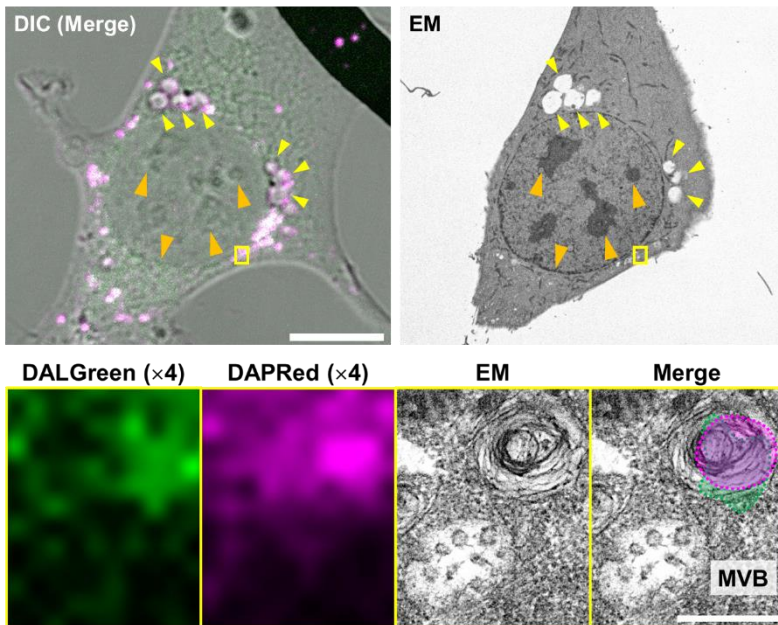 DIC (Merge)
EM
DALGreen (×4)
DAPRed (×4)
EM
Merge
MVB